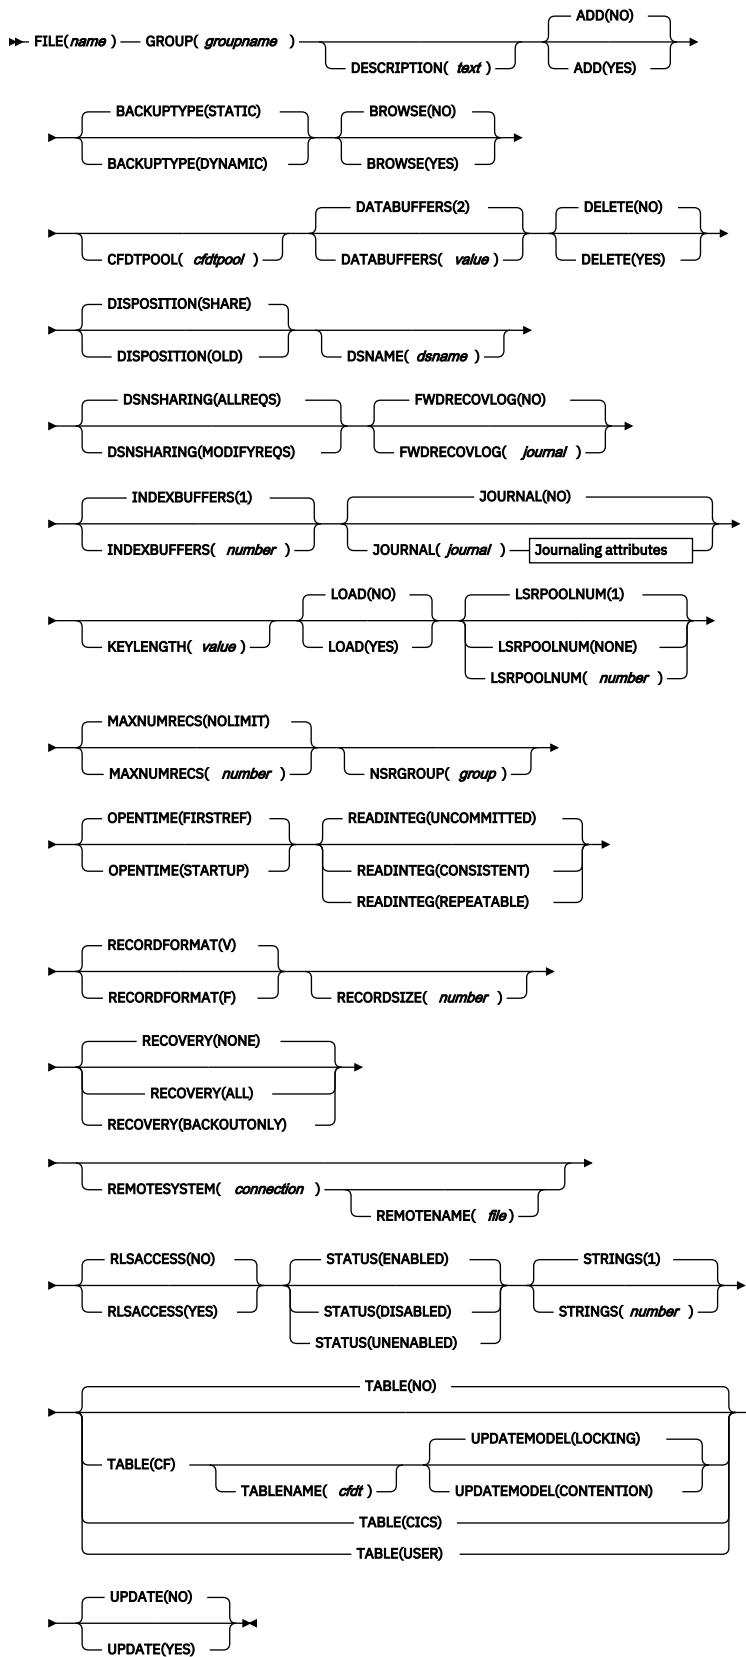 ADD(NO)
FILE(name) GROUP( groupname )
DESCRIPTION( text ) ADD(YES)
BACKUPTYPE(STATIC) BROWSE(NO)
BACKUPTYPE(DYNAMIC) BROWSE(YES)
DATABUFFERS(2) DELETE(NO)
CFDTPOOL( cfdtpool ) DATABUFFERS( value ) DELETE(YES)
DISPOSITION(SHARE)
DISPOSITION(OLD) DSNAME( dsname )
DSNSHARING(ALLREQS) FWDRECOVLOG(NO)
DSNSHARING(MODIFYREQS) FWDRECOVLOG( journal )
INDEXBUFFERS(1) JOURNAL(NO)
INDEXBUFFERS( number ) JOURNAL( journal ) Journaling attributes
LOAD(NO) LSRPOOLNUM(1)
KEYLENGTH( value ) LOAD(YES) LSRPOOLNUM(NONE)
LSRPOOLNUM( number )
MAXNUMRECS(NOLIMIT)
MAXNUMRECS( number ) NSRGROUP( group )
OPENTIME(FIRSTREF) READINTEG(UNCOMMITTED)
OPENTIME(STARTUP) READINTEG(CONSISTENT)
READINTEG(REPEATABLE)
RECORDFORMAT(V)
RECORDFORMAT(F) RECORDSIZE( number )
RECOVERY(NONE)
RECOVERY(ALL)
RECOVERY(BACKOUTONLY)
REMOTESYSTEM( connection )
REMOTENAME( file )
RLSACCESS(NO) STATUS(ENABLED) STRINGS(1)
RLSACCESS(YES) STATUS(DISABLED) STRINGS( number )
STATUS(UNENABLED)
TABLE(NO)
UPDATEMODEL(LOCKING)
TABLE(CF)
TABLENAME( cfdt ) UPDATEMODEL(CONTENTION)
TABLE(CICS)
TABLE(USER)
UPDATE(NO)
UPDATE(YES)